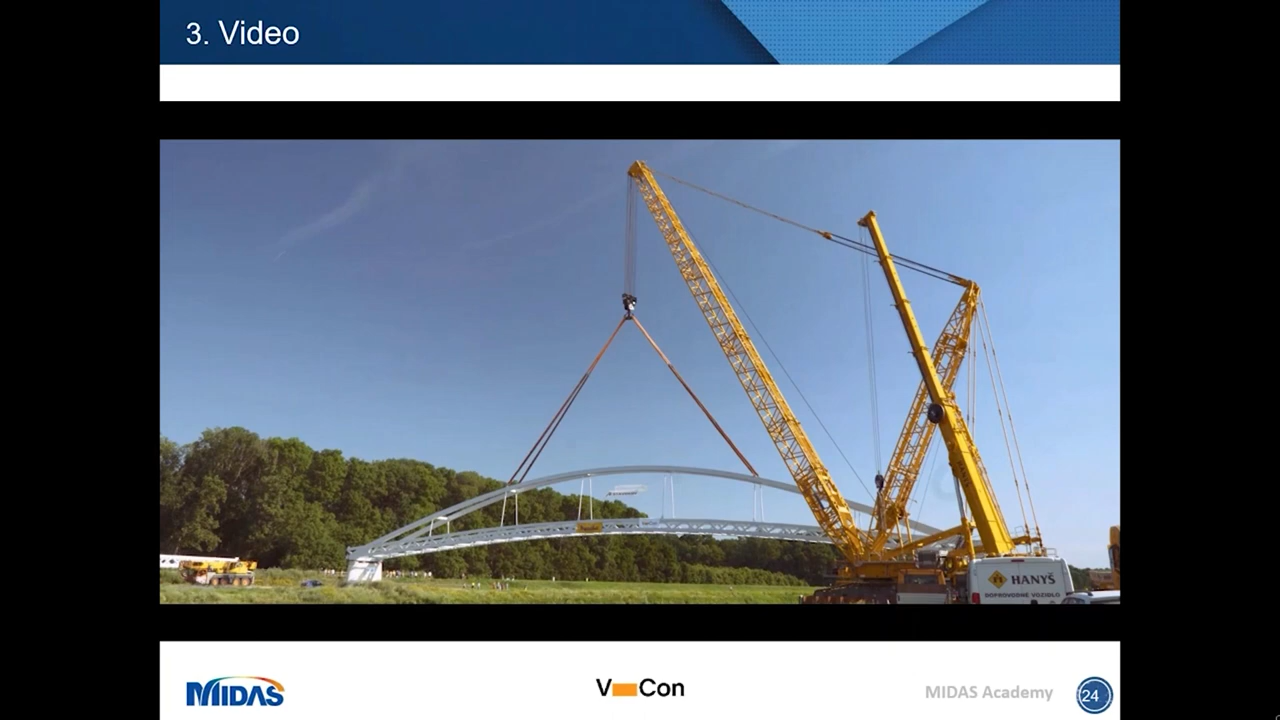 3. Video
HANYŠ
DOPROVODNÉ VOZIDLO
MIDAS
V Con
MIDAS Academy
24